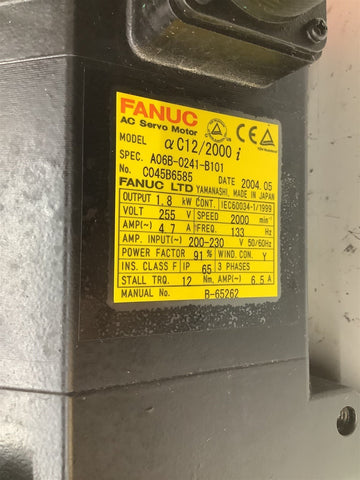 FANUC
AC Servo Motor
MODEL αC12/2000 i
SPEC. A06B-0241-B101
No. C045B6585 DATE 2004.05
FANUC LTD YAMANASHI, MADE IN JAPAN
OUTPUT 1.8 kW CONT. IEC60034-1/1999
VOLT 255 V SPEED 2000 min⁻¹
AMP(~) 4.7 A FREQ. 133 Hz
AMP. INPUT(~) 200-230 V 50/60Hz
POWER FACTOR 91% WIND. CON. Y
INS. CLASS F IP 65 3 PHASES
STALL TRQ. 12 Nm, AMP(~) 6.5 A
MANUAL No. B-65262